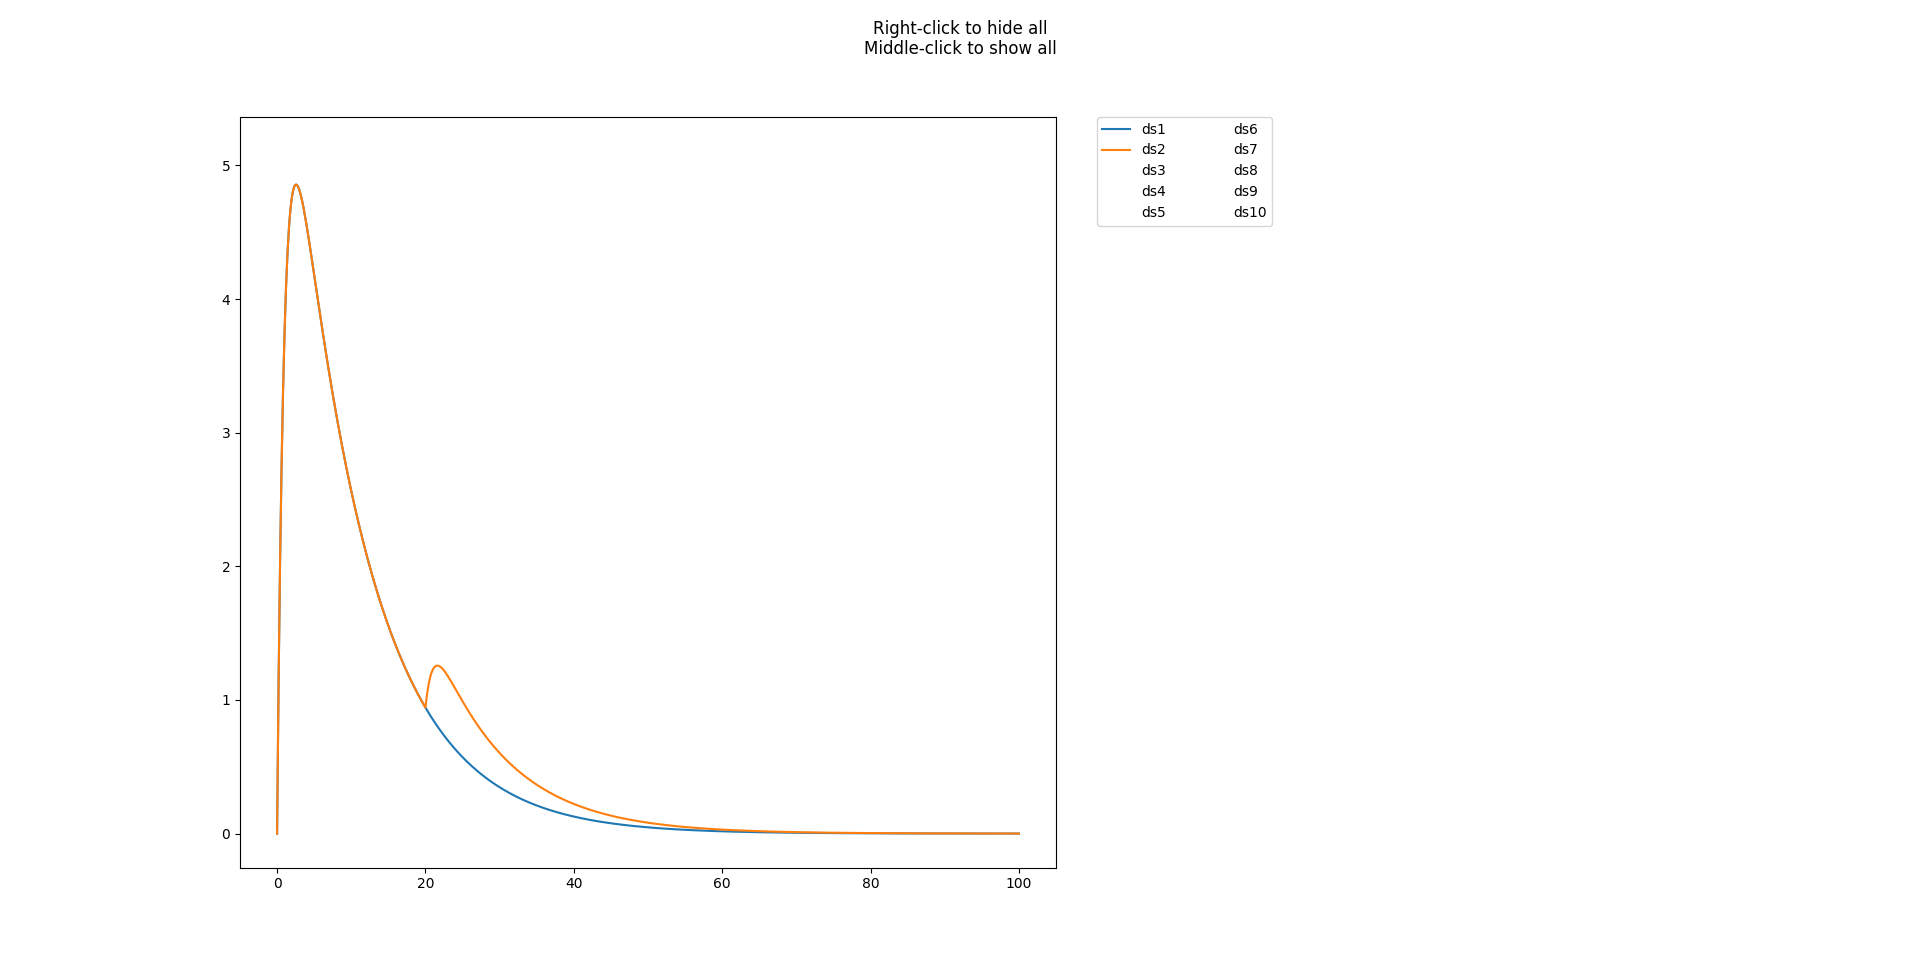 Right-click to hide all
Middle-click to show all
ds1 ds6
ds2 ds7
ds3 ds8
ds4 ds9
ds5 ds10
5
4
3
2
1
0
0 20 40 60 80 100